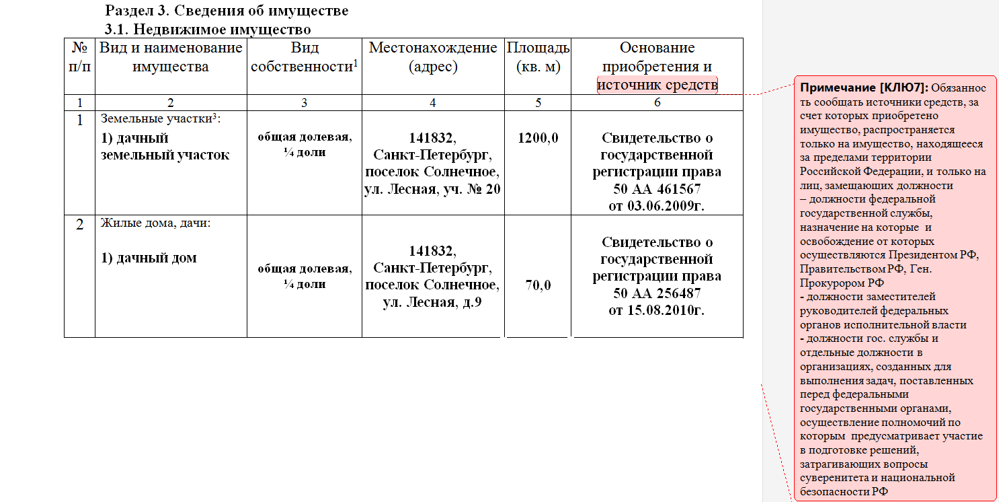 Раздел 3. Сведения об имуществе
3.1. Недвижимое имущество
№
п/п
Вид и наименование
имущества
Вид
собственности1
Местонахождение
(адрес)
Площадь
(кв. м)
Основание
приобретения и
источник средств
1
2
3
4
5
6
1
Земельные участки3:
1) дачный
земельный участок
общая долевая,
¼ доли
141832,
Санкт-Петербург,
поселок Солнечное,
ул. Лесная, уч. № 20
1200,0
Свидетельство о
государственной
регистрации права
50 АА 461567
от 03.06.2009г.
2
Жилые дома, дачи:
1) дачный дом
общая долевая,
¼ доли
141832,
Санкт-Петербург,
поселок Солнечное,
ул. Лесная, д.9
70,0
Свидетельство о
государственной
регистрации права
50 АА 256487
от 15.08.2010г.
Примечание [КЛЮ7]: Обязаннос
ть сообщать источники средств, за
счет которых приобретено
имущество, распространяется
только на имущество, находящееся
за пределами территории
Российской Федерации, и только на
лиц, замещающих должности
– должности федеральной
государственной службы,
назначение на которые и
освобождение от которых
осуществляются Президентом РФ,
Правительством РФ, Ген.
Прокурором РФ
- должности заместителей
руководителей федеральных
органов исполнительной власти
- должности гос. службы и
отдельные должности в
организациях, созданных для
выполнения задач, поставленных
перед федеральными
государственными органами,
осуществление полномочий по
которым предусматривает участие
в подготовке решений,
затрагивающих вопросы
суверенитета и национальной
безопасности РФ